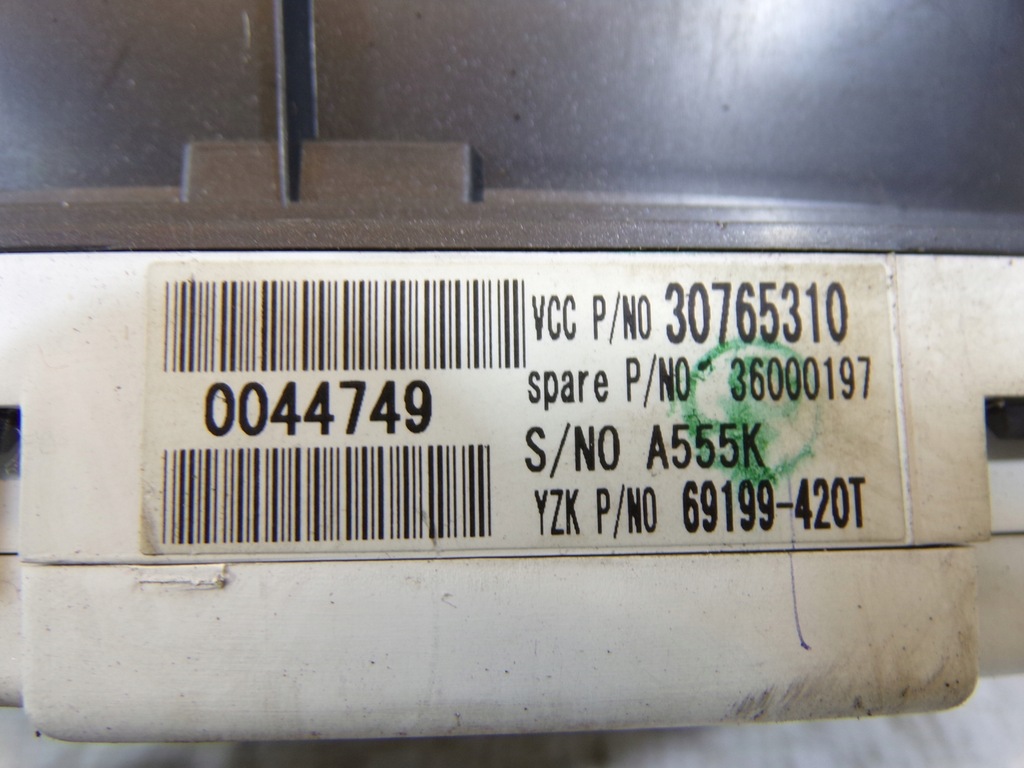 VCC P/NO 30765310
spare P/NO 36000197
0044749
S/NO A555K
YZK P/NO 69199-420T